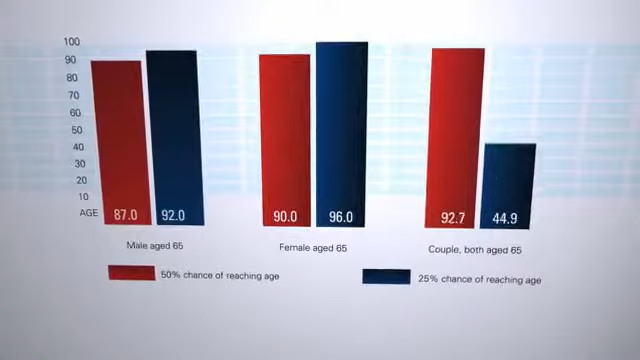 100
90
80
70
60
50
40
30
20
10
AGE
87.0 92.0 90.0 96.0 92.7 44.9
Male aged 65 Female aged 65 Couple, both aged 65
50% chance of reaching age 25% chance of reaching age